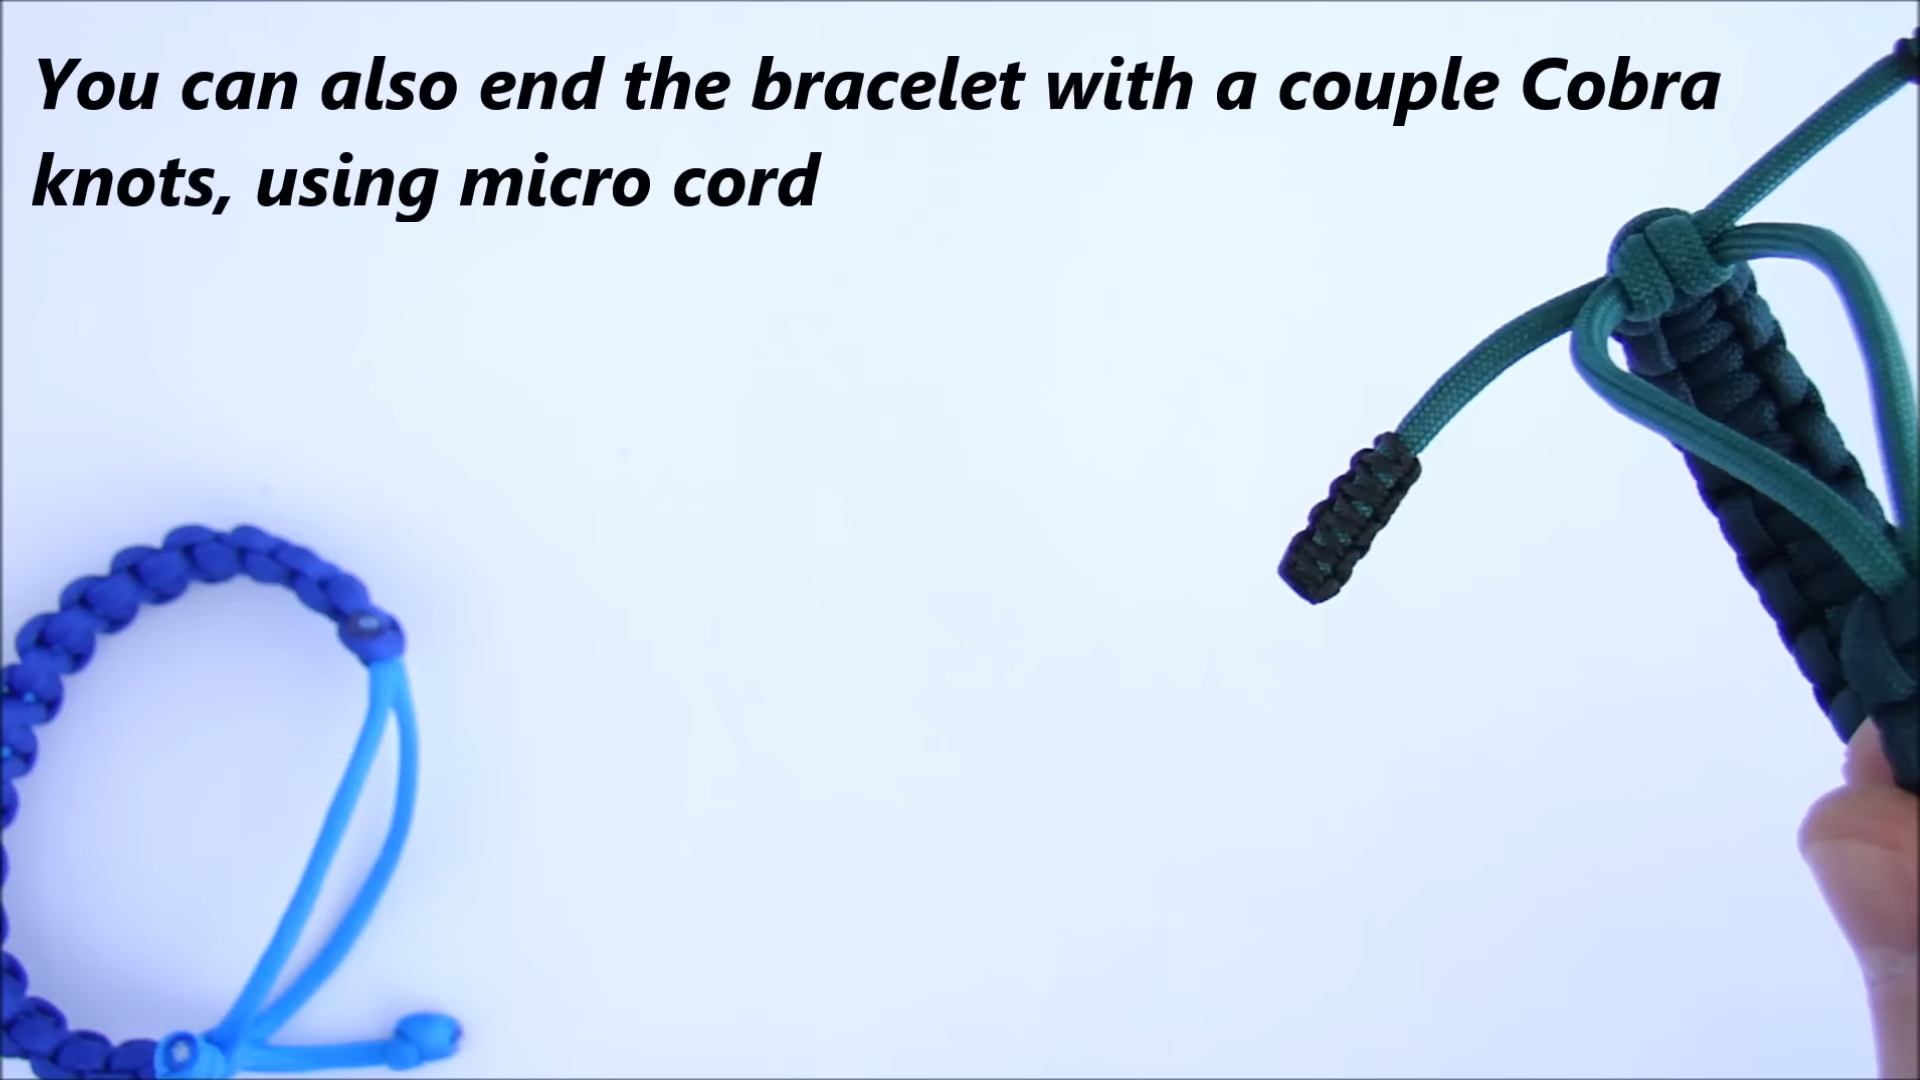 You can also end the bracelet with a couple Cobra
knots, using micro cord